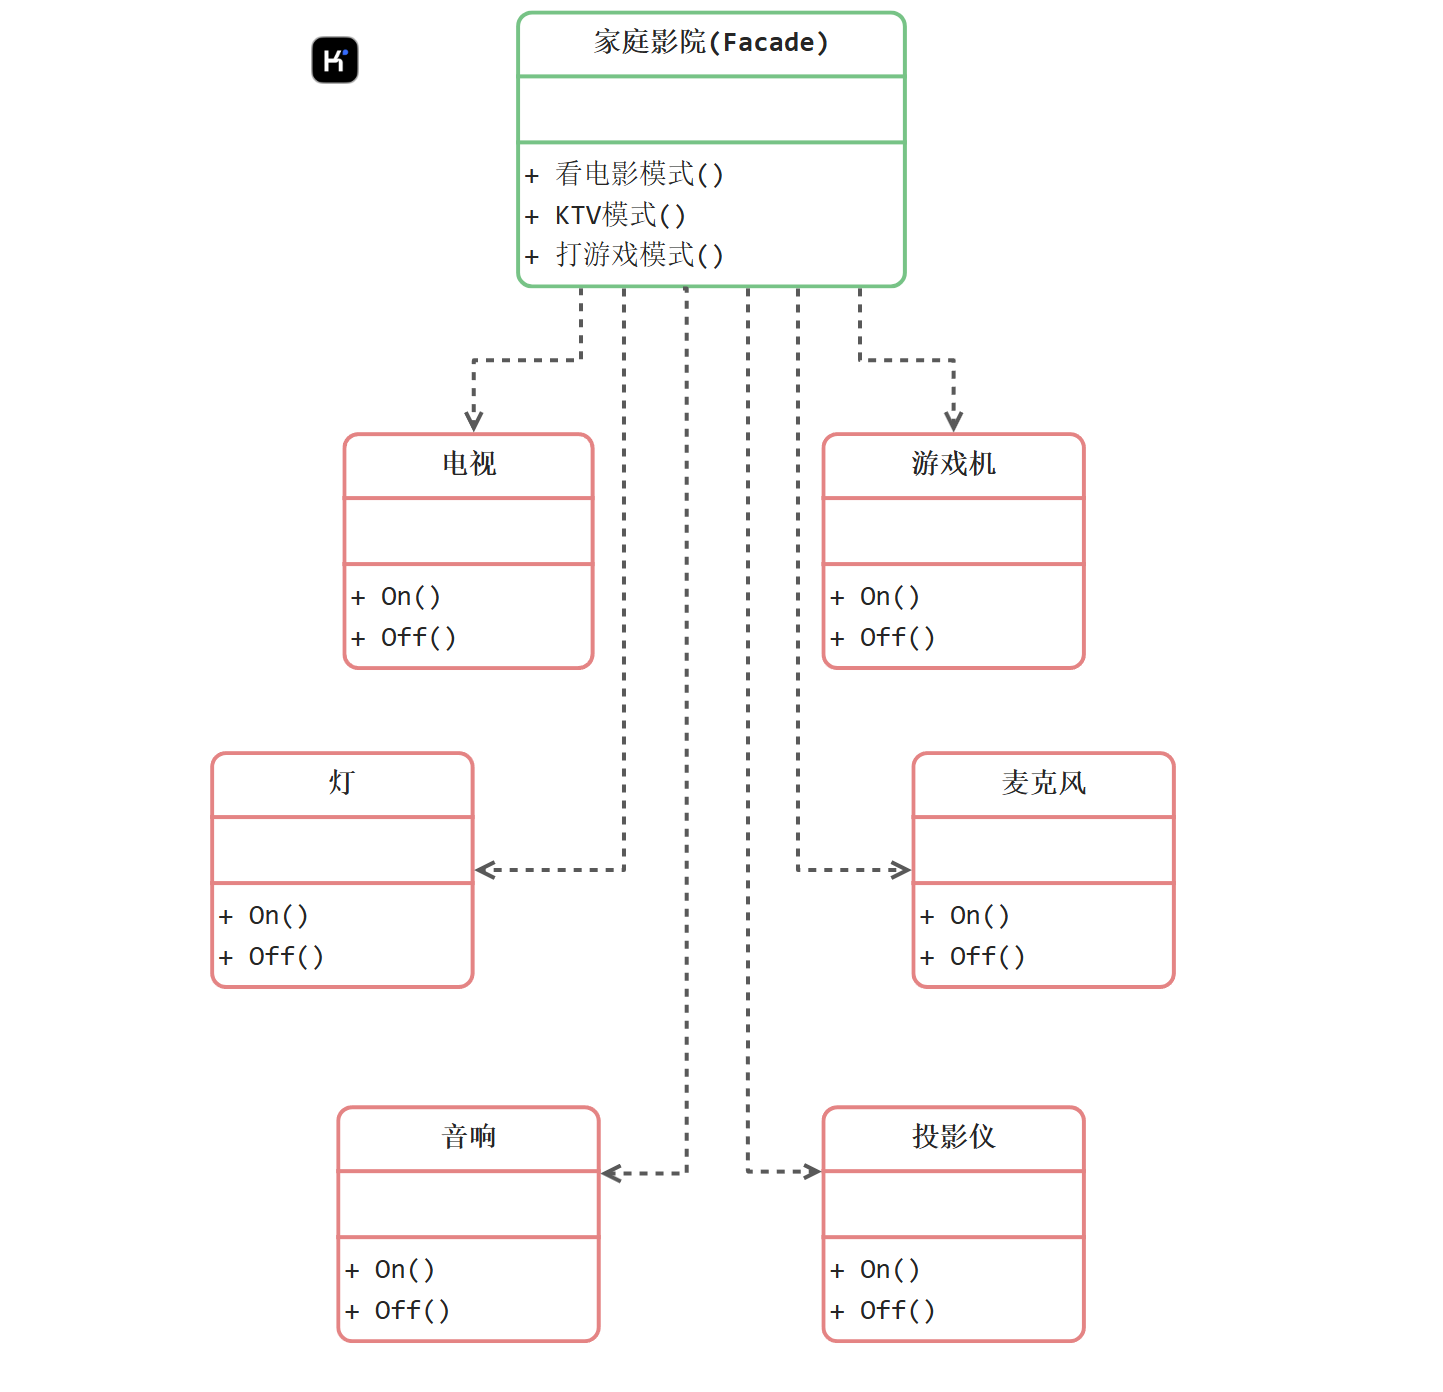 K
家庭影院(Facade)
+ 看电影模式()
+ KTV模式()
+ 打游戏模式()
电视
+ On()
+ Off()
游戏机
+ On()
+ Off()
灯
+ On()
+ Off()
麦克风
+ On()
+ Off()
音响
+ On()
+ Off()
投影仪
+ On()
+ Off()